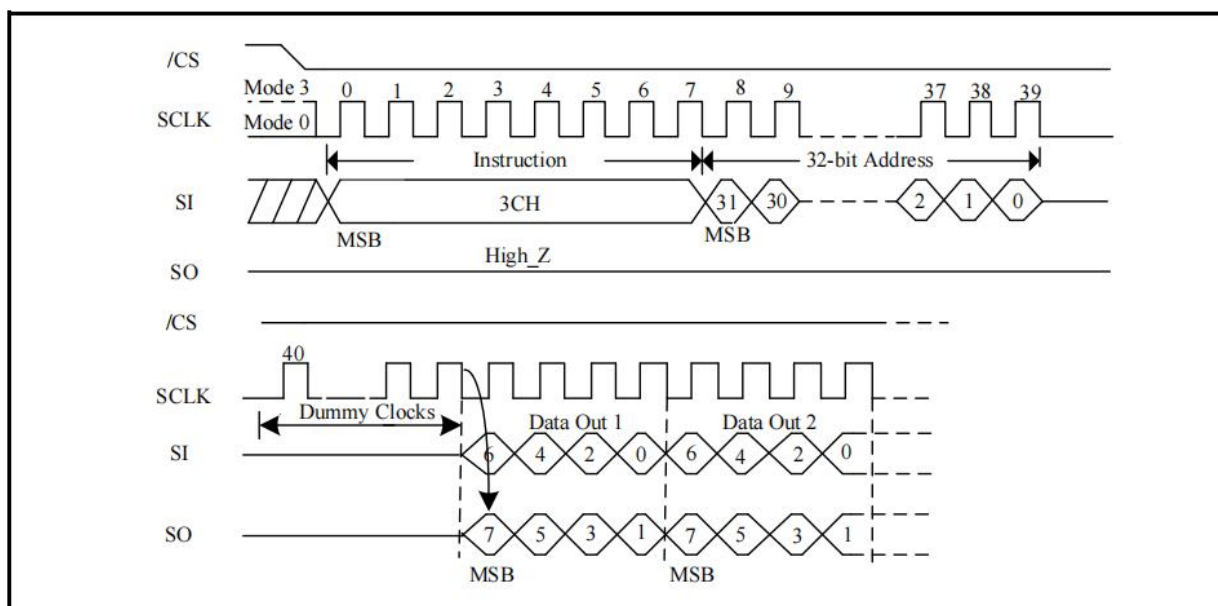 /CS
Mode 3 0 1 2 3 4 5 6 7 8 9 37 38 39
SCLK
Mode 0
Instruction 32-bit Address
SI 3CH 31 30 2 1 0
MSB MSB
High_Z
SO
/CS
40
SCLK
Dummy Clocks Data Out 1 Data Out 2
SI 6 4 2 0 6 4 2 0
SO 7 5 3 1 7 5 3 1
MSB MSB